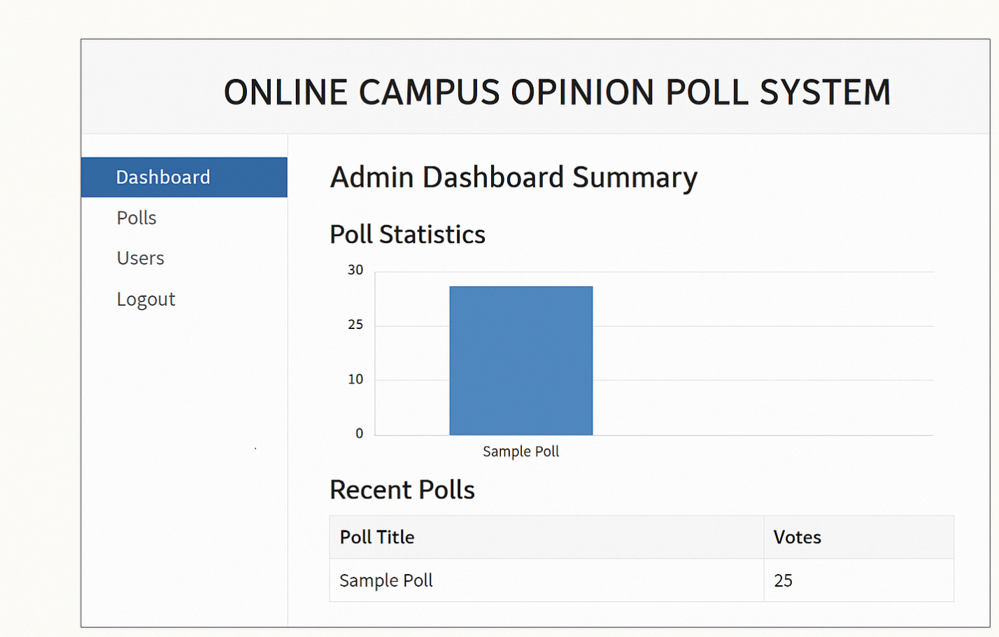 ONLINE CAMPUS OPINION POLL SYSTEM
Dashboard
Polls
Users
Logout
Admin Dashboard Summary
Poll Statistics
30
25
10
0
Sample Poll
Recent Polls
Poll Title Votes
Sample Poll 25